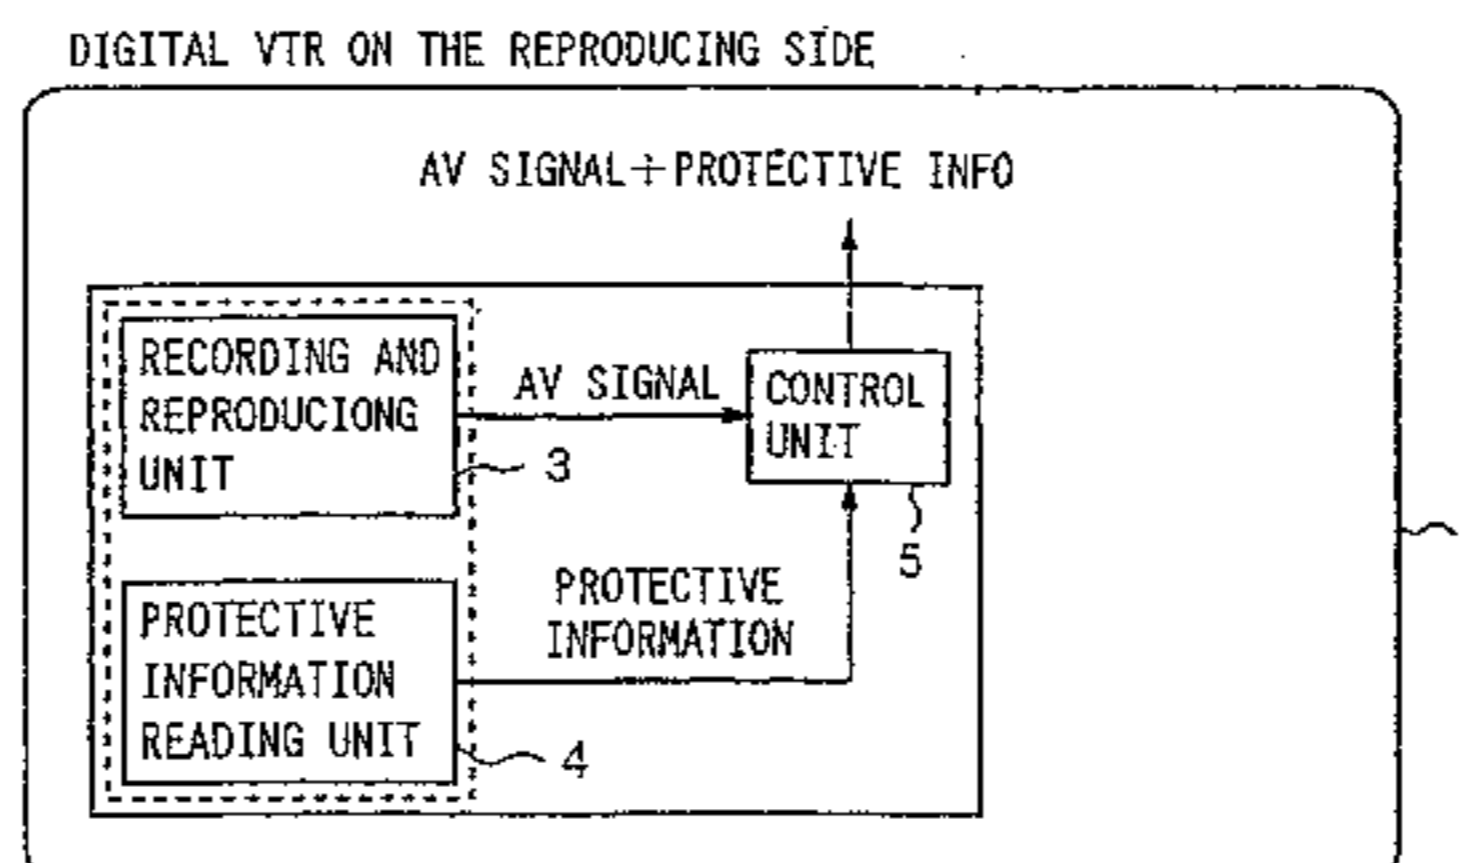 DIGITAL VTR ON THE REPRODUCING SIDE
AV SIGNAL+PROTECTIVE INFO
RECORDING AND
REPRODUCIONG
UNIT
3
AV SIGNAL
CONTROL
UNIT
5
PROTECTIVE
INFORMATION
PROTECTIVE
INFORMATION
READING UNIT
4